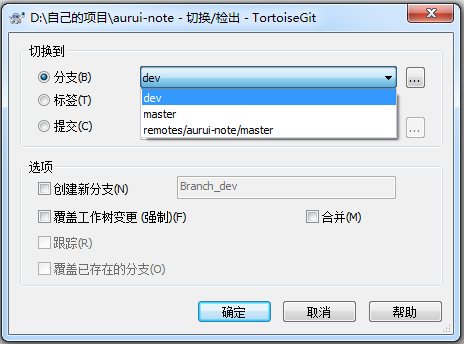 D:\自己的项目\aurui-note - 切换/检出 - TortoiseGit
切换到
分支(B)
dev
...
dev
标签(T)
master
提交(C)
remotes/aurui-note/master
...
选项
创建新分支(N)
Branch_dev
覆盖工作树变更 (强制)(F)
合并(M)
跟踪(R)
覆盖已存在的分支(O)
确定
取消
帮助